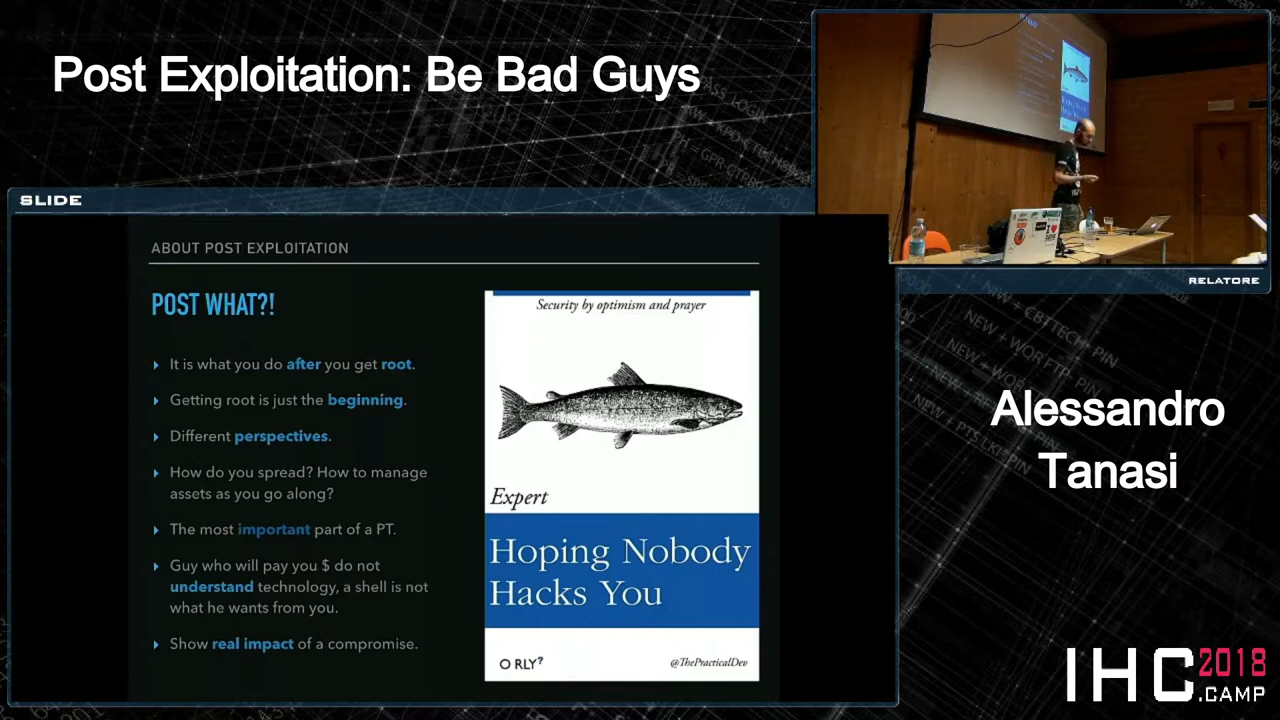 Post Exploitation: Be Bad Guys
SLIDE
ABOUT POST EXPLOITATION
POST WHAT?!
It is what you do after you get root.
Getting root is just the beginning.
Different perspectives.
How do you spread? How to manage
assets as you go along?
The most important part of a PT.
Guy who will pay you $ do not
understand technology, a shell is not
what he wants from you.
Show real impact of a compromise.
Security by optimism and prayer
Expert
Hoping Nobody
Hacks You
O RLY?
@ThePracticalDev
RELATORE
Alessandro
Tanasi
IHC 2018
.CAMP